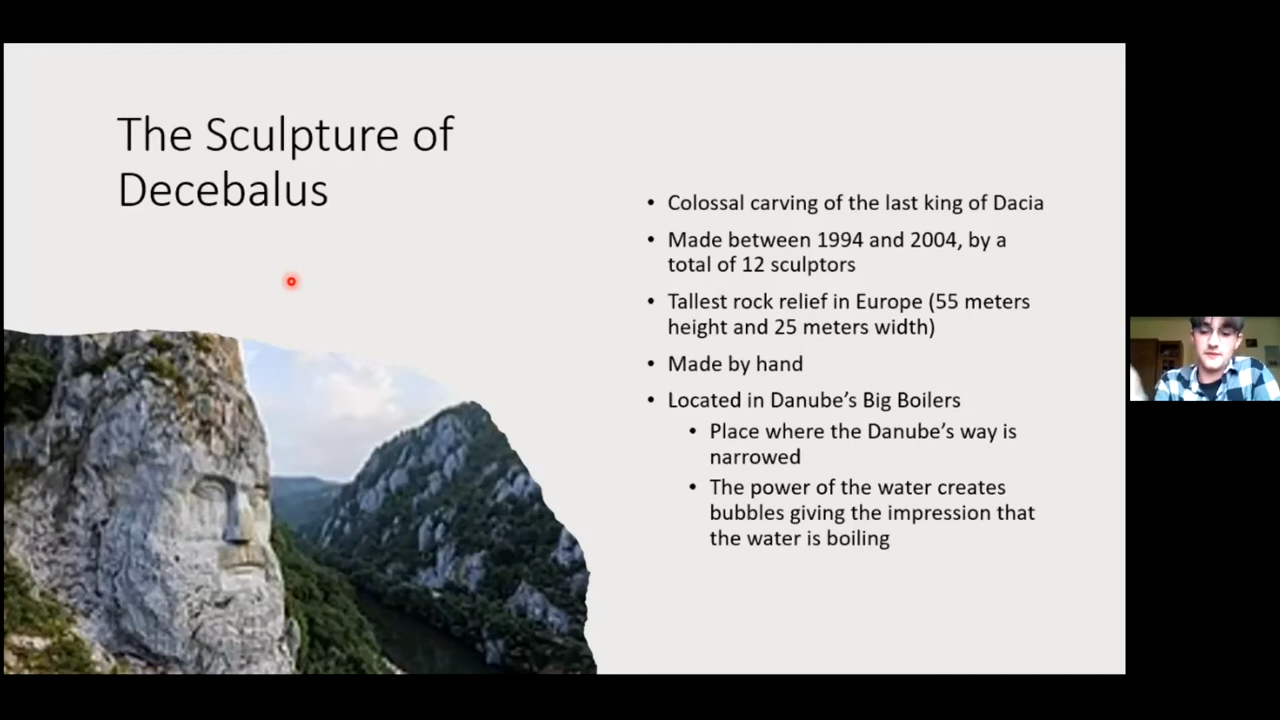 The Sculpture of
Decebalus
• Colossal carving of the last king of Dacia
• Made between 1994 and 2004, by a
total of 12 sculptors
• Tallest rock relief in Europe (55 meters
height and 25 meters width)
• Made by hand
• Located in Danube’s Big Boilers
• Place where the Danube’s way is
narrowed
• The power of the water creates
bubbles giving the impression that
the water is boiling